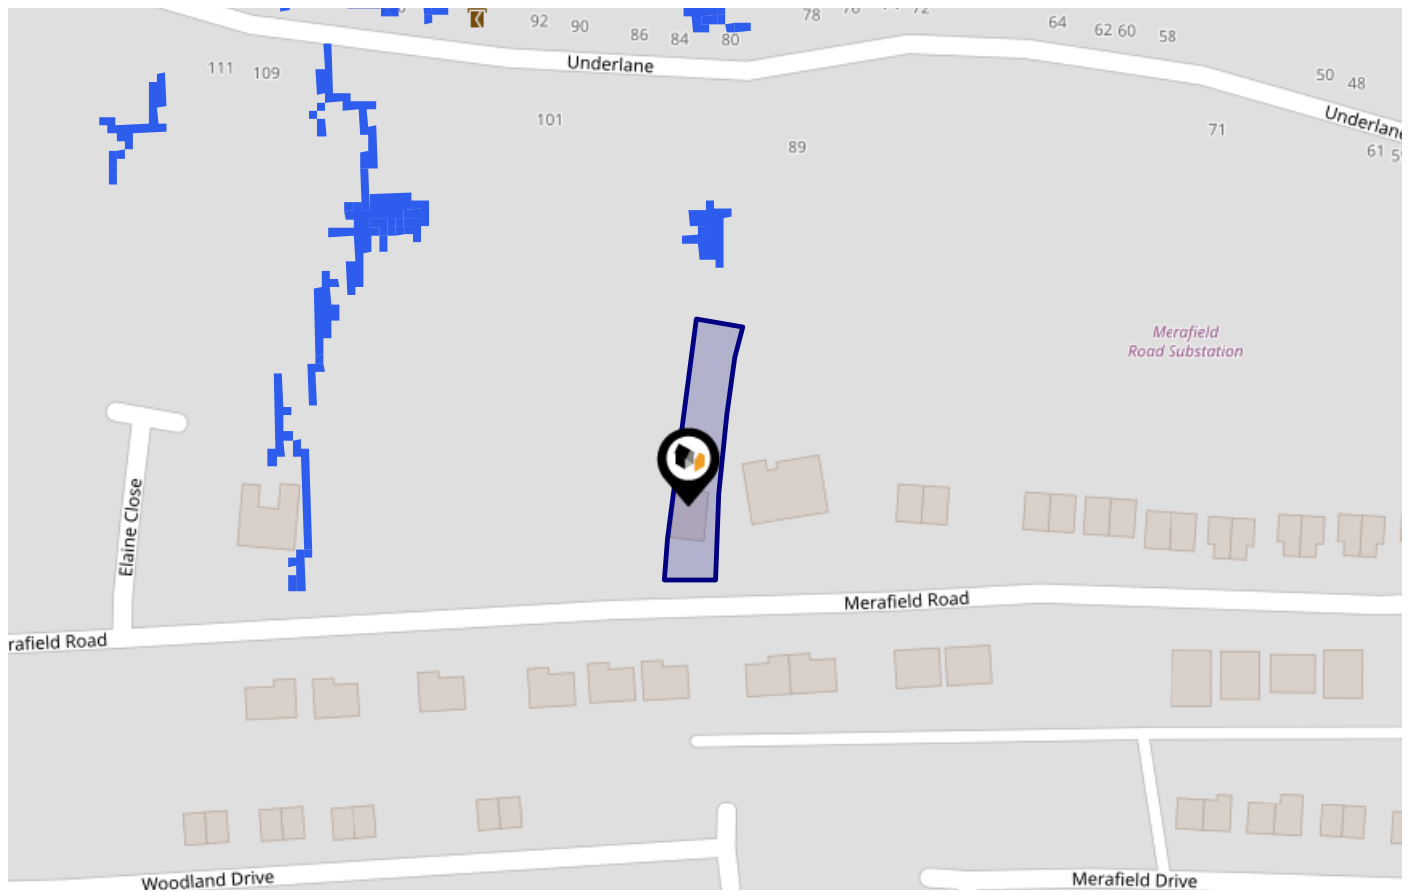 92
90
86
84
80
78
64
62 60
58
50
48
111
109
Underlane
101
89
71
Underlane
61
Merafield
Road Substation
Elaine Close
Merafield Road
rafield Road
Woodland Drive
Merafield Drive